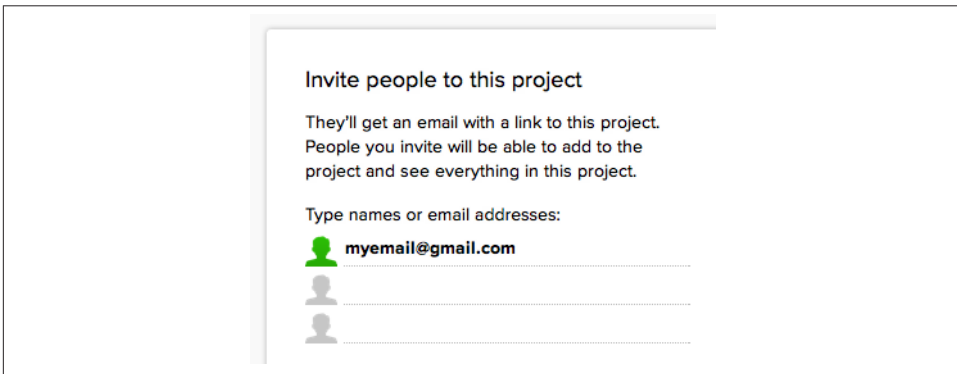 Invite people to this project
They'll get an email with a link to this project.
People you invite will be able to add to the
project and see everything in this project.
Type names or email addresses:
myemail@gmail.com